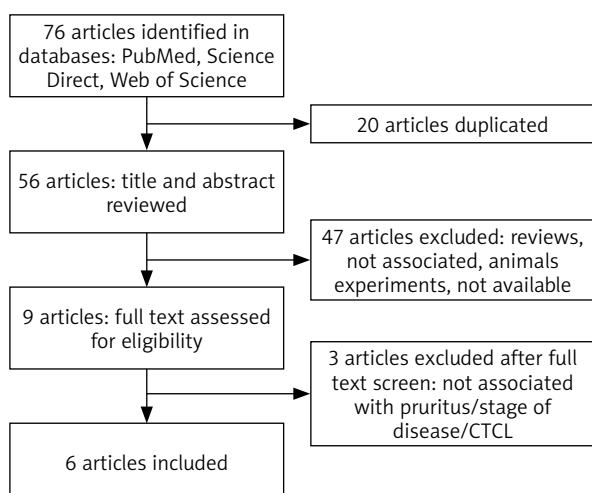 76 articles identified in
databases: PubMed, Science
Direct, Web of Science
20 articles duplicated
56 articles: title and abstract
reviewed
47 articles excluded: reviews,
not associated, animals
experiments, not available
9 articles: full text assessed
for eligibility
3 articles excluded after full
text screen: not associated
with pruritus/stage of
disease/CTCL
6 articles included